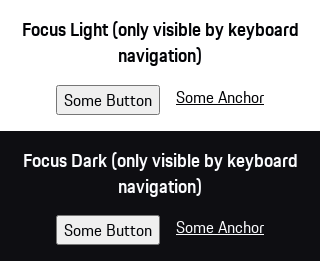 Focus Light (only visible by keyboard
navigation)
Some Button Some Anchor
Focus Dark (only visible by keyboard
navigation)
Some Button Some Anchor